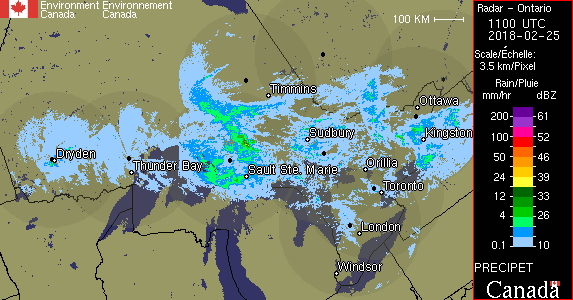 Environment Environnement
Canada Canada
100 KM
Timmins
Ottawa
Sudbury
Kingston
Dryden
Thunder Bay
Sault Ste. Marie
Orillia
Toronto
London
Windsor
Radar - Ontario
1100 UTC
2018-02-25
Scale/Échelle:
3.5 km/Pixel
Rain/Pluie
mm/hr dBZ
200 61
100 52
50 46
24 39
12 33
4 26
0.1 10
PRECIPET
Canada